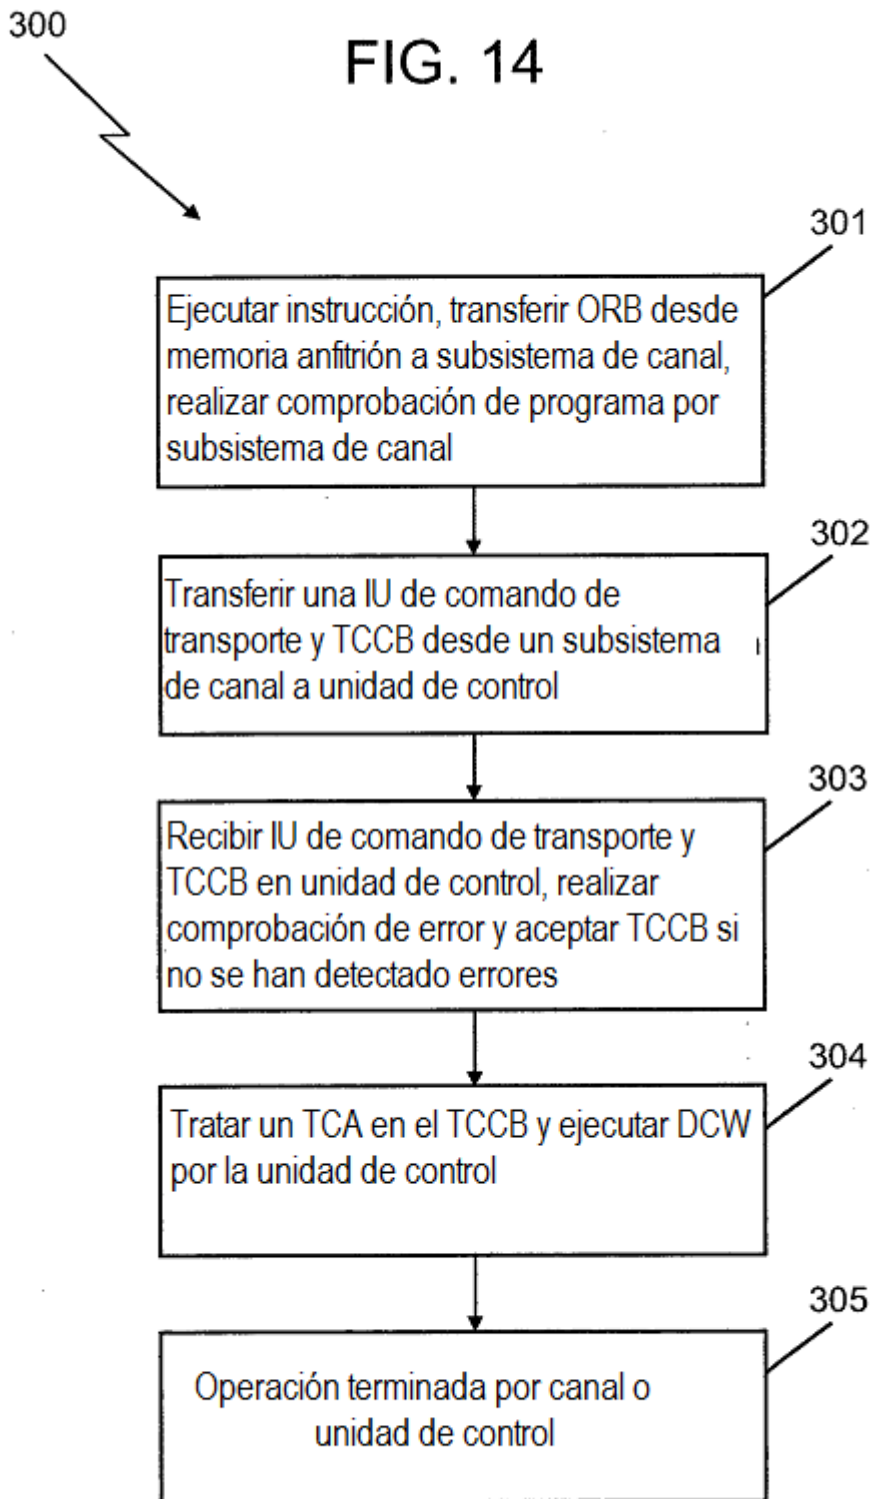 300
FIG. 14
301
Ejecutar instrucción, transferir ORB desde
memoria anfitrión a subsistema de canal,
realizar comprobación de programa por
subsistema de canal
302
Transferir una IU de comando de
transporte y TCCB desde un subsistema
de canal a unidad de control
303
Recibir IU de comando de transporte y
TCCB en unidad de control, realizar
comprobación de error y aceptar TCCB si
no se han detectado errores
304
Tratar un TCA en el TCCB y ejecutar DCW
por la unidad de control
305
Operación terminada por canal o
unidad de control